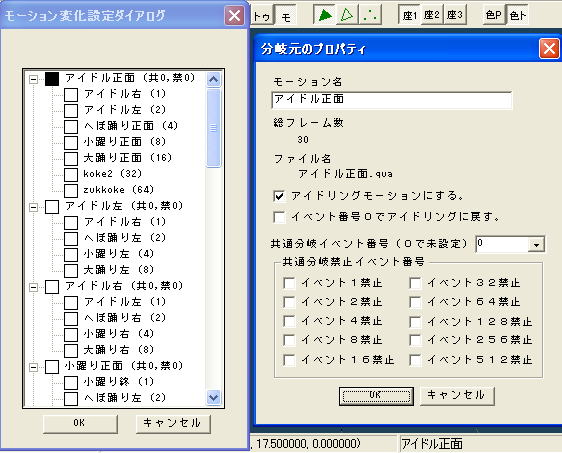 モーション変化設定ダイアログ
アイドル正面 (共0,禁0)
アイドル右 (1)
アイドル左 (2)
へぼ踊り正面 (4)
小躍り正面 (8)
大踊り正面 (16)
koke2 (32)
zukkoke (64)
アイドル左 (共0,禁0)
アイドル右 (1)
へぼ踊り左 (2)
小躍り左 (4)
大踊り左 (8)
アイドル右 (共0,禁0)
アイドル左 (1)
へぼ踊り右 (2)
小踊り右 (4)
大踊り右 (8)
小躍り正面 (共0,禁0)
小踊り終 (1)
へぼ踊り左 (2)
OK キャンセル
トゥ モ 座1 座2 座3 色P 色ト
分岐元のプロパティ
モーション名
アイドル正面
総フレーム数
30
ファイル名
アイドル正面.qua
アイドリングモーションにする。
イベント番号0でアイドリングに戻す。
共通分岐イベント番号（0で未設定） 0
共通分岐禁止イベント番号
イベント1禁止 イベント32禁止
イベント2禁止 イベント64禁止
イベント4禁止 イベント128禁止
イベント8禁止 イベント256禁止
イベント16禁止 イベント512禁止
OK キャンセル
, 17.500000, 0.000000) アイドル正面